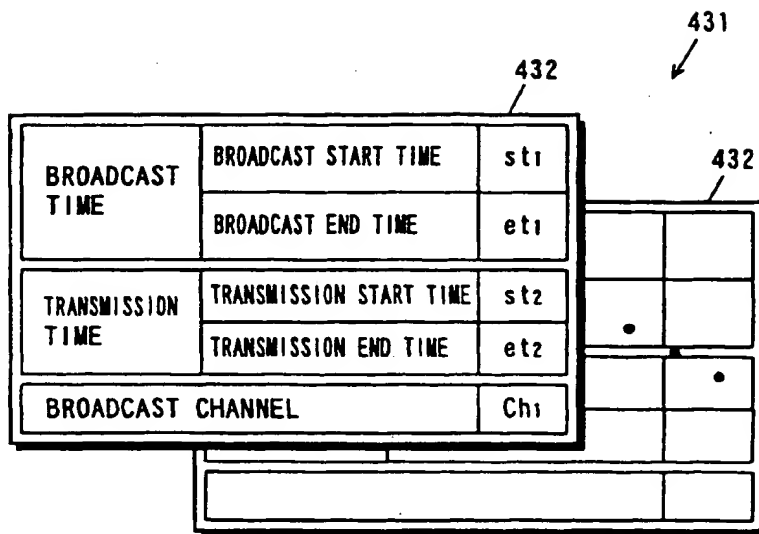 431
432
432
BROADCAST TIME
BROADCAST START TIME st1
BROADCAST END TIME et1
TRANSMISSION TIME
TRANSMISSION START TIME st2
TRANSMISSION END TIME et2
BROADCAST CHANNEL Ch1